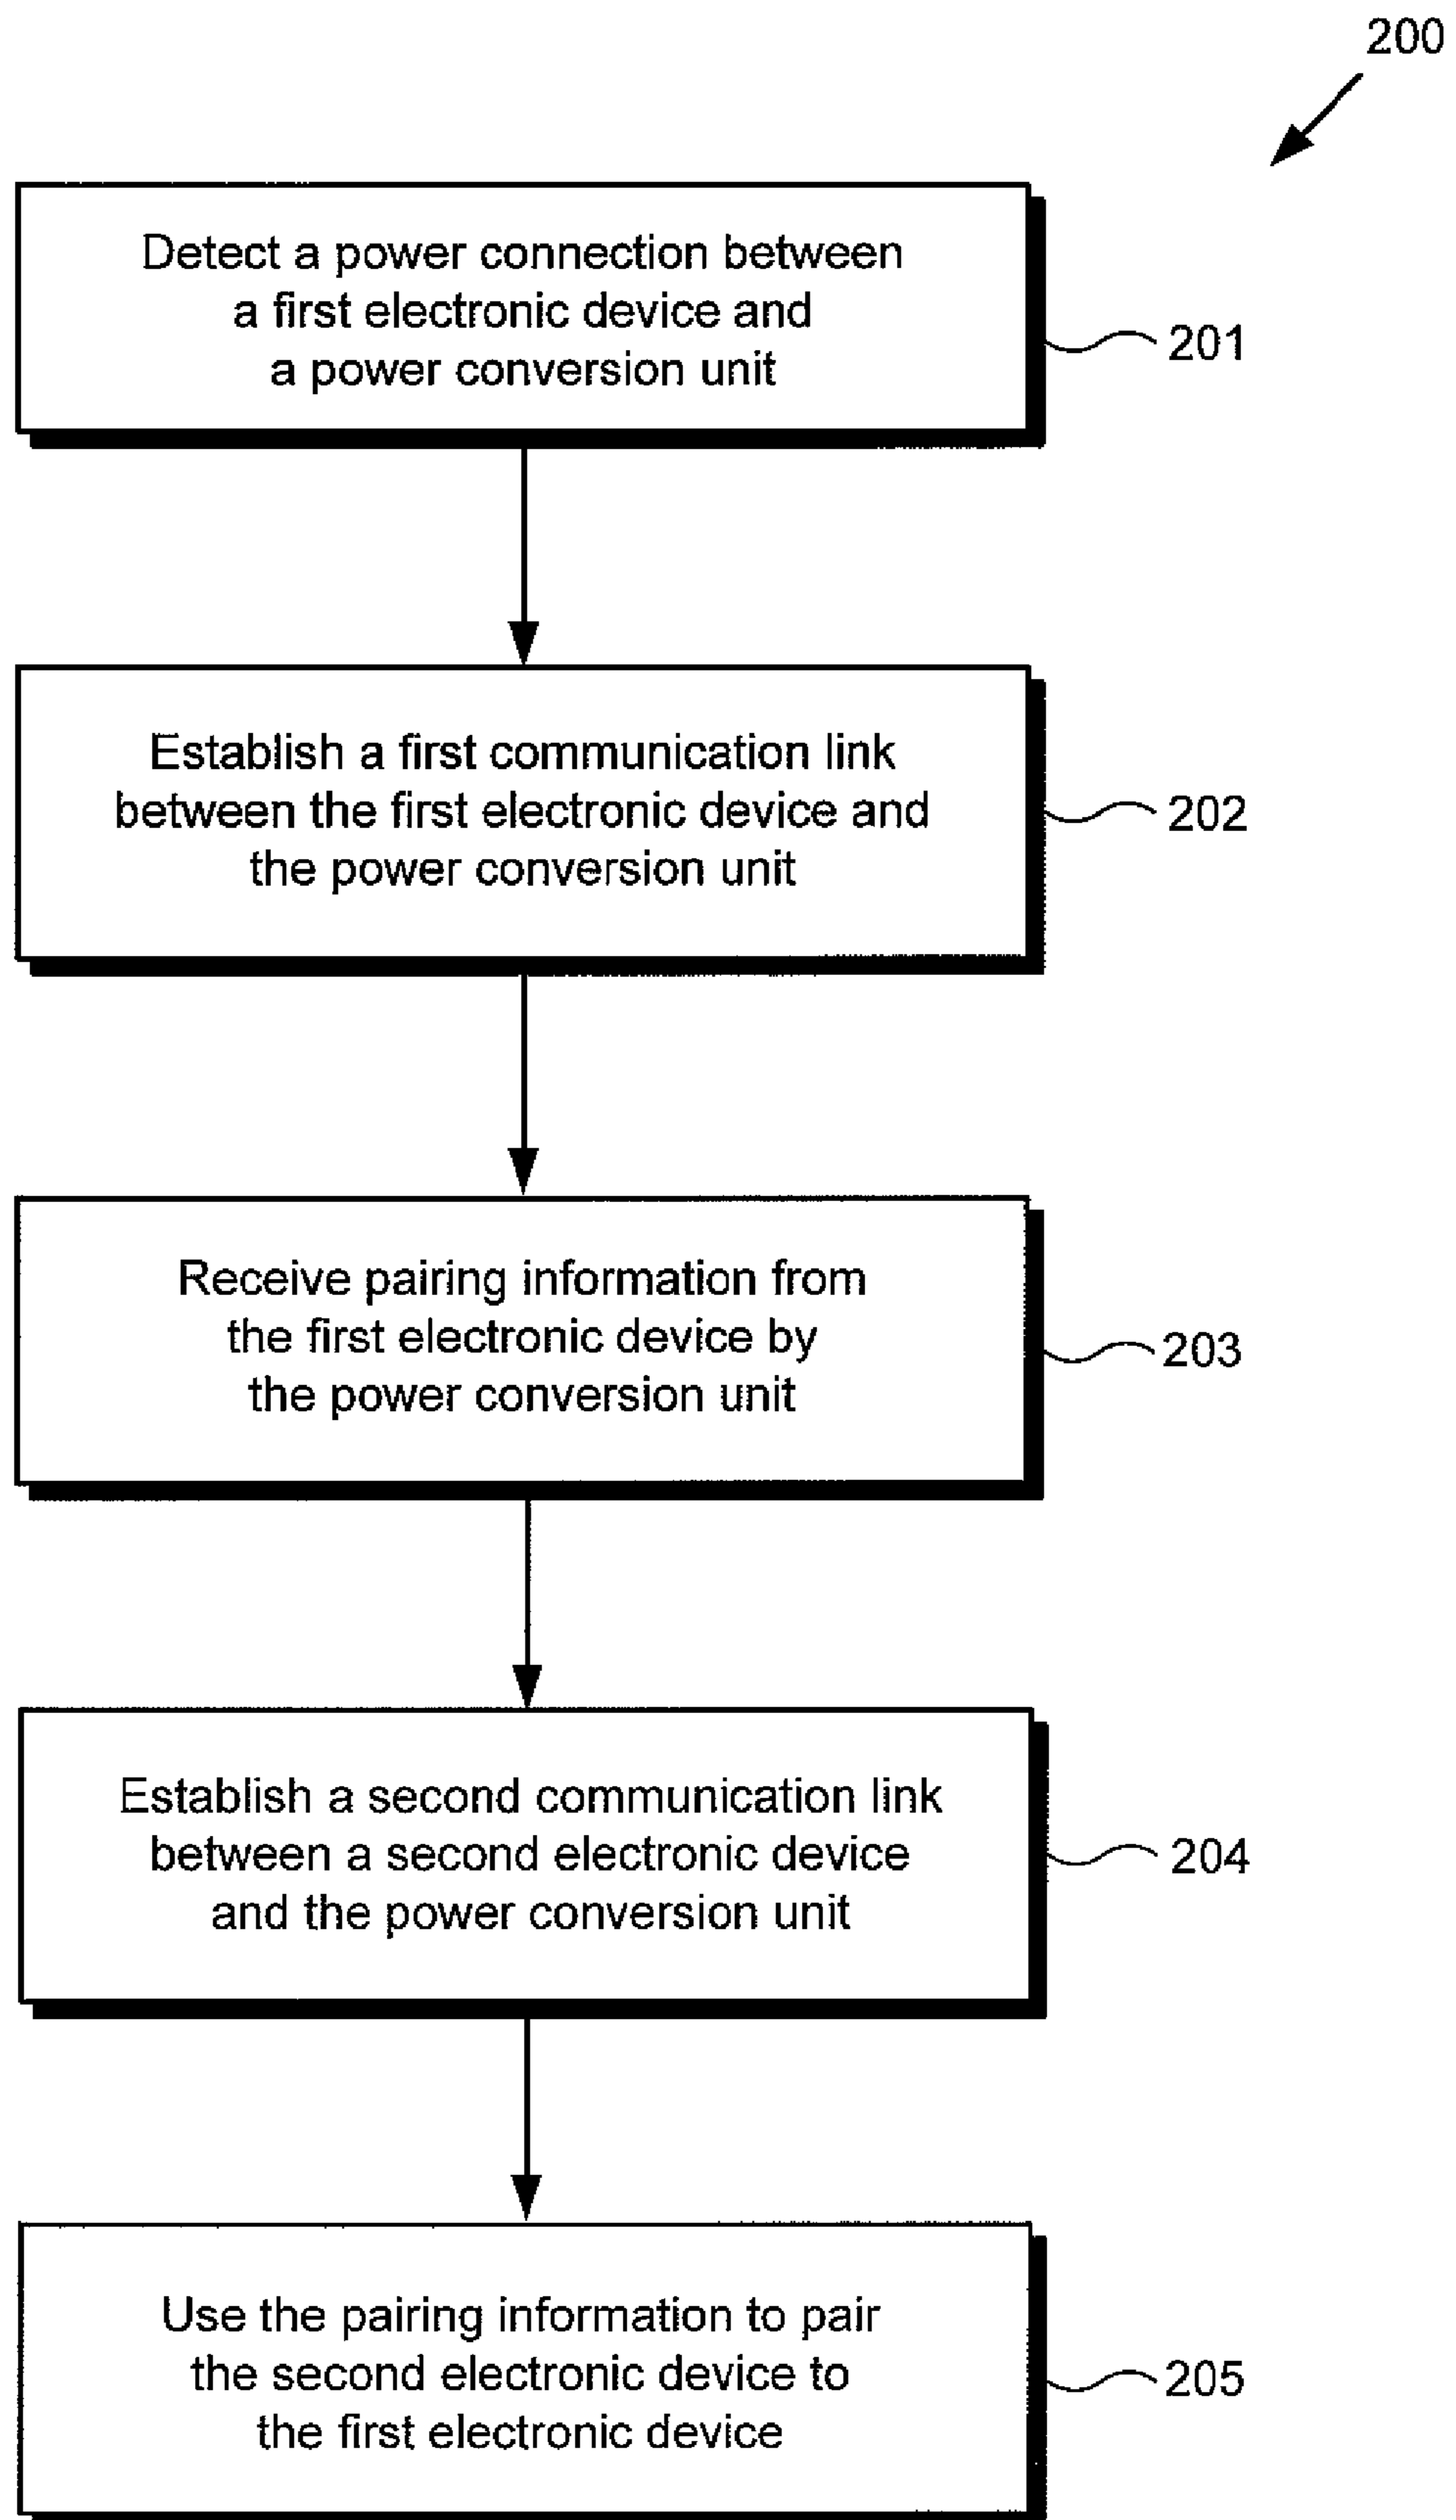 200
Detect a power connection between
a first electronic device and
a power conversion unit
201
Establish a first communication link
between the first electronic device and
the power conversion unit
202
Receive pairing information from
the first electronic device by
the power conversion unit
203
Establish a second communication link
between a second electronic device
and the power conversion unit
204
Use the pairing information to pair
the second electronic device to
the first electronic device
205